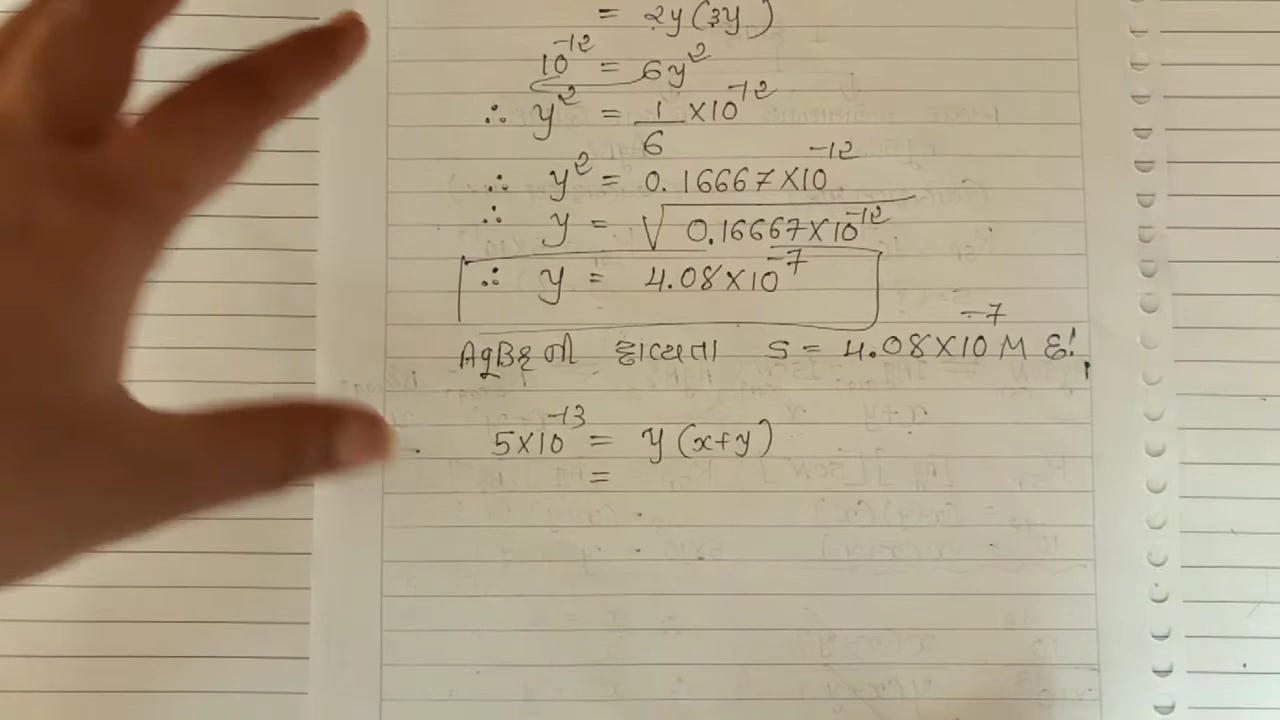 = 2y(3y)
10⁻¹² = 6y²
∴ y² = 1/6 ×10⁻¹²
∴ y² = 0.16667×10⁻¹²
∴ y = √0.16667×10⁻¹²
∴ y = 4.08×10⁻⁷
AgBr ની દ્રાવ્યતા S = 4.08×10⁻⁷ M છે!
5×10⁻¹³ = y(x+y)
=